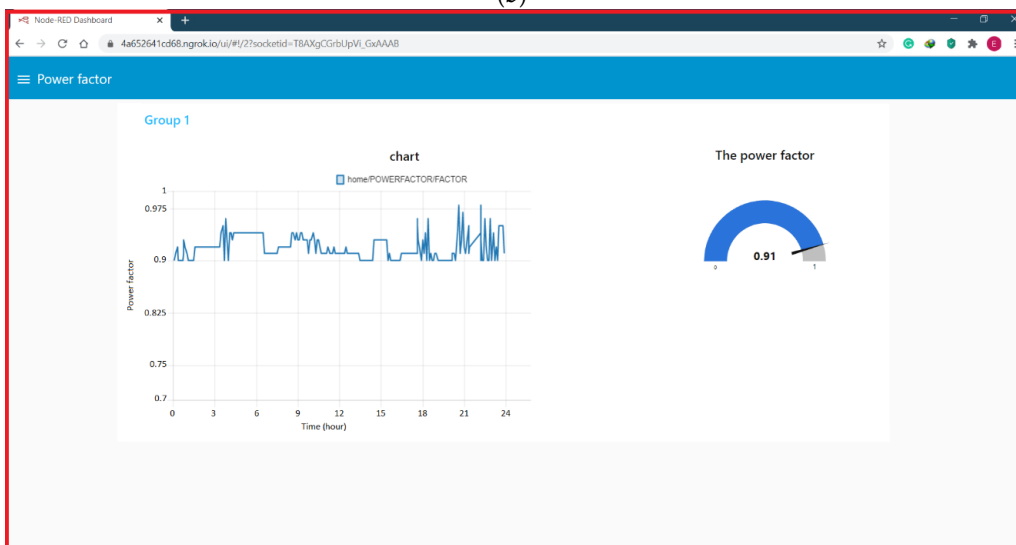 Node-RED Dashboard
4a652641cd68.ngrok.io/ui/#!/2?socketid=T8AXgCGrbUpVi_GxAAAB
E
Power factor
Group 1
chart
home/POWERFACTOR/FACTOR
1
0.975
0.9
0.825
0.75
0.7
Power factor
0 3 6 9 12 15 18 21 24
Time (hour)
The power factor
0.91
0 1